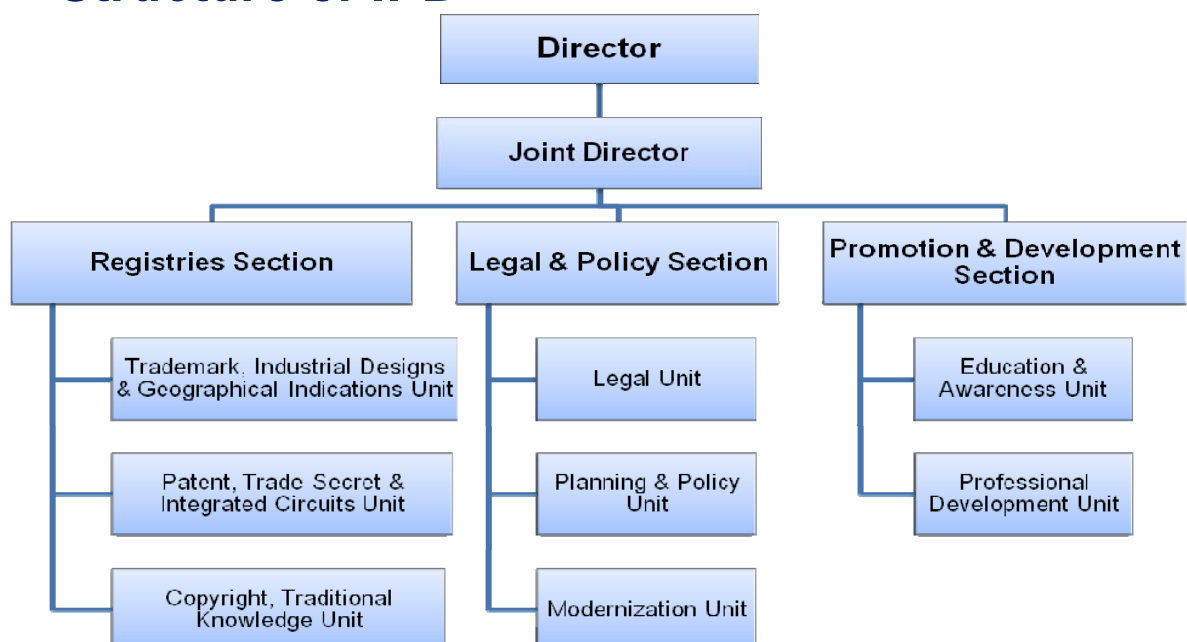 Director
Joint Director
Registries Section
Legal & Policy Section
Promotion & Development
Section
Trademark, Industrial Designs
& Geographical Indications Unit
Legal Unit
Education &
Awareness Unit
Patent, Trade Secret &
Integrated Circuits Unit
Planning & Policy
Unit
Professional
Development Unit
Copyright, Traditional
Knowledge Unit
Modernization Unit